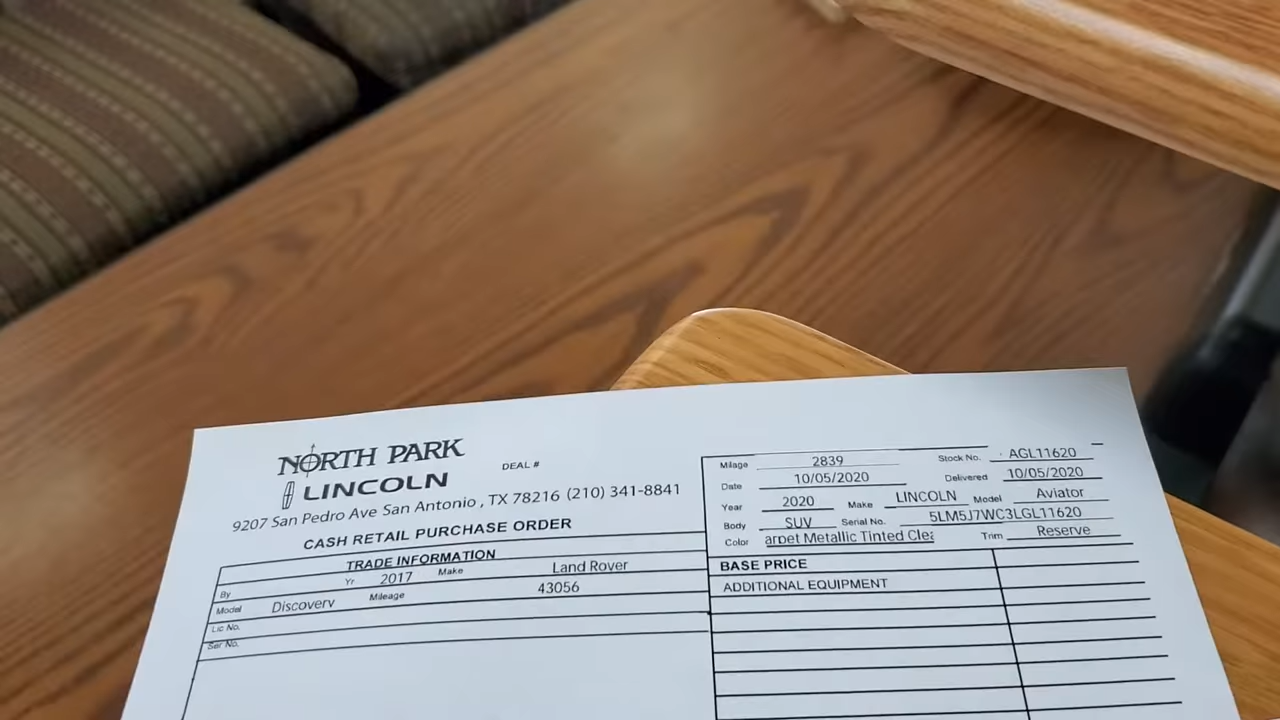 NORTH PARK
LINCOLN
DEAL #
9207 San Pedro Ave San Antonio , TX 78216 (210) 341-8841
CASH RETAIL PURCHASE ORDER
TRADE INFORMATION
By Yr 2017 Make Land Rover
Model Discovery Mileage 43056
Lic No.
Ser No.
Milage 2839 Stock No. AGL11620
Date 10/05/2020 Delivered 10/05/2020
Year 2020 Make LINCOLN Model Aviator
Body SUV Serial No. 5LM5J7WC3LGL11620
Color arpet Metallic Tinted Clea Trim Reserve
BASE PRICE
ADDITIONAL EQUIPMENT